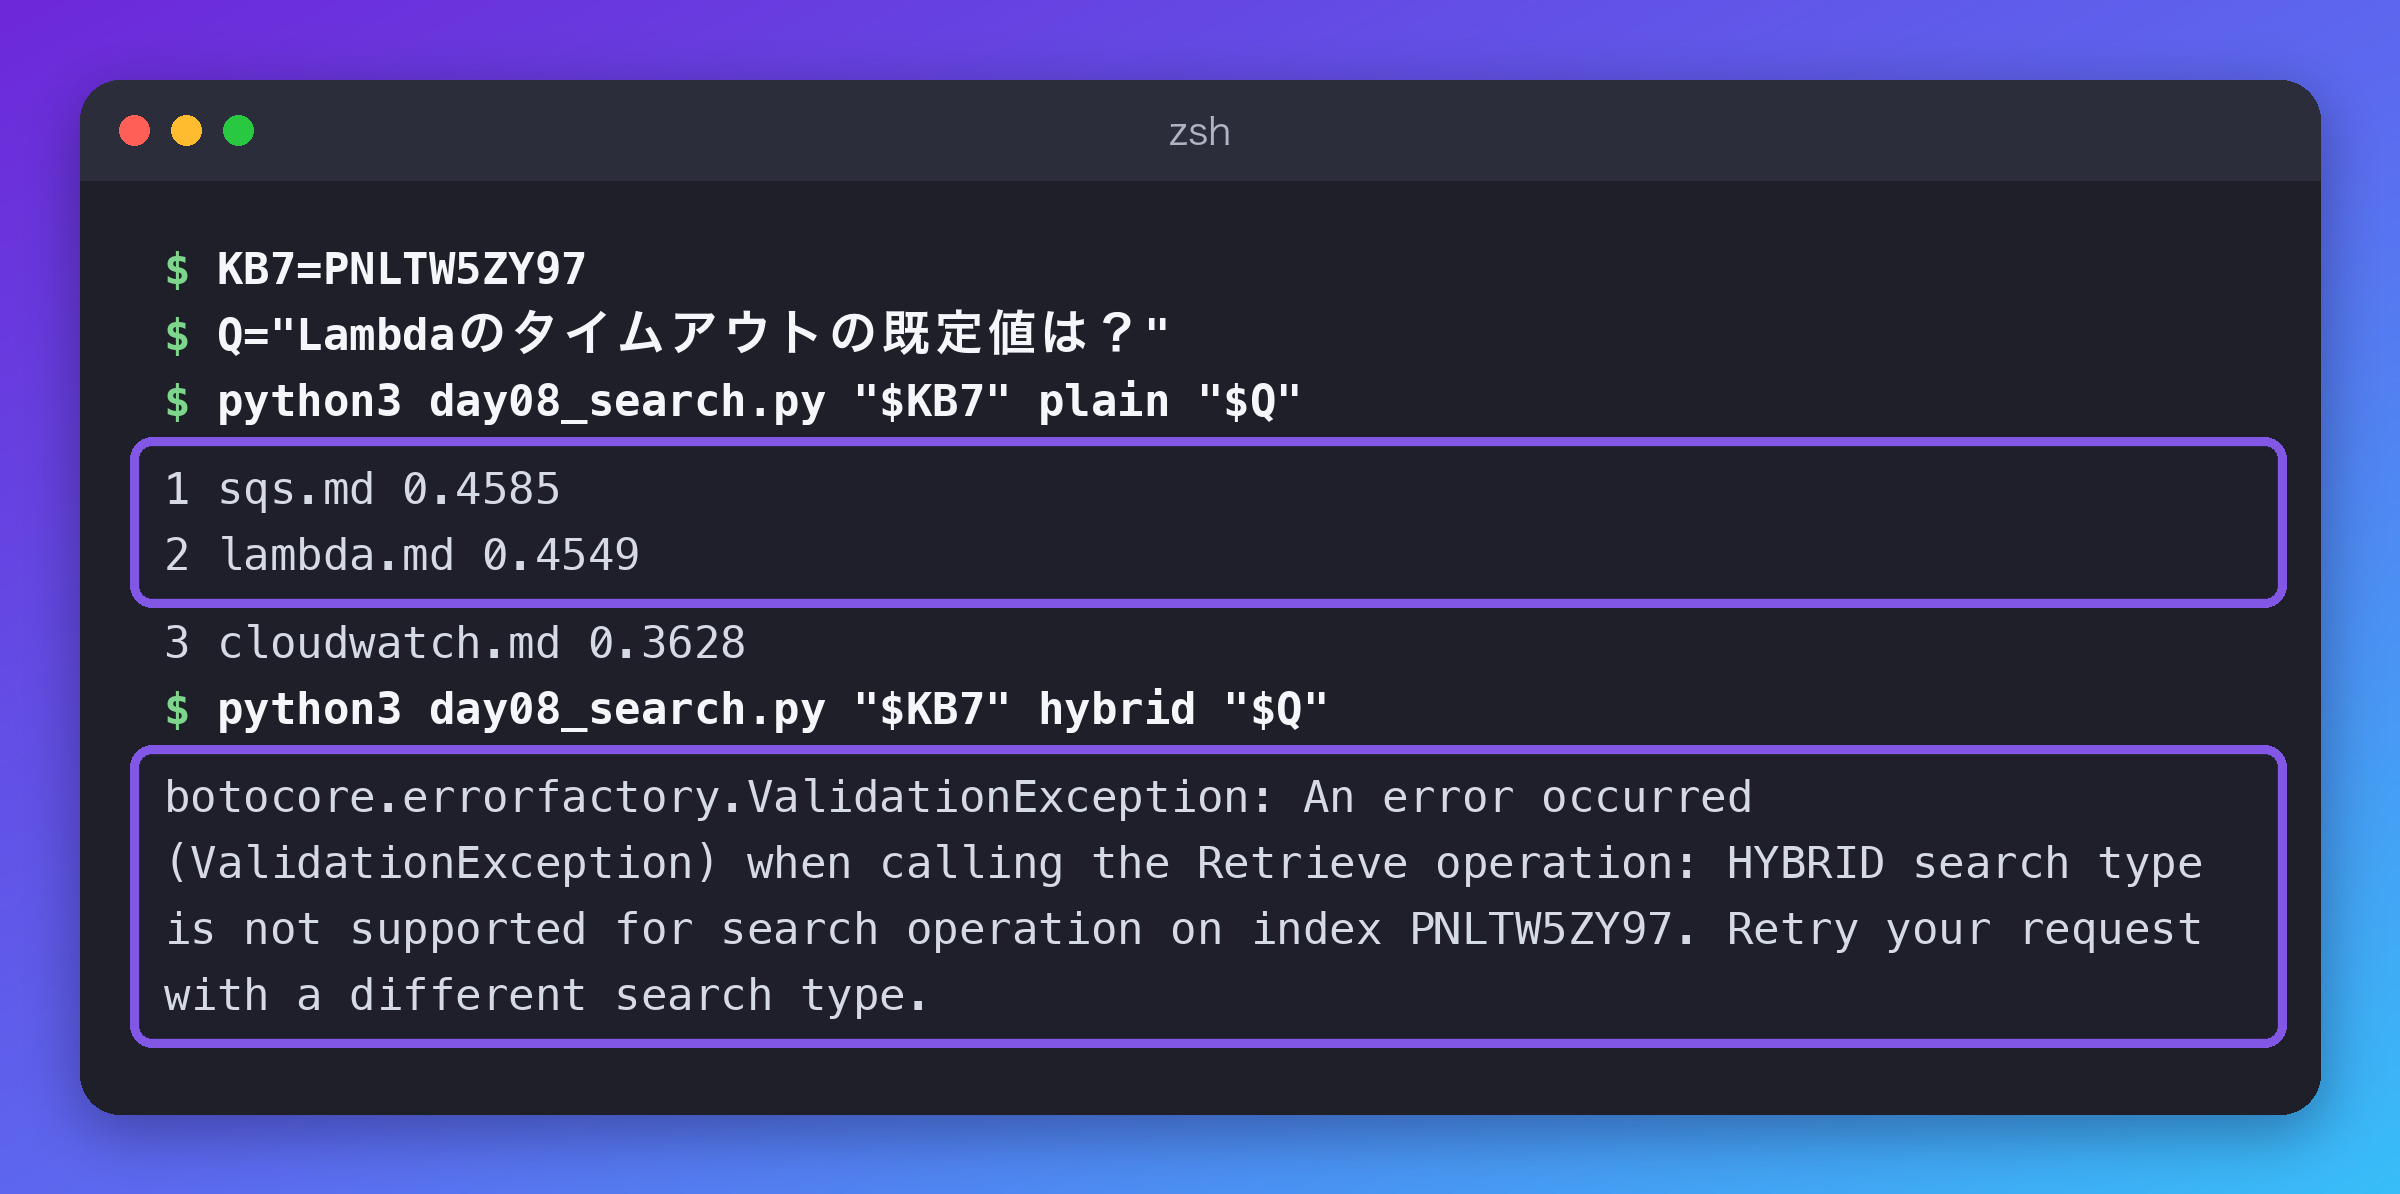 zsh
$ KB7=PNLTW5ZY97
$ Q="Lambdaのタイムアウトの既定値は？"
$ python3 day08_search.py "$KB7" plain "$Q"
1 sqs.md 0.4585
2 lambda.md 0.4549
3 cloudwatch.md 0.3628
$ python3 day08_search.py "$KB7" hybrid "$Q"
botocore.errorfactory.ValidationException: An error occurred
(ValidationException) when calling the Retrieve operation: HYBRID search type
is not supported for search operation on index PNLTW5ZY97. Retry your request
with a different search type.